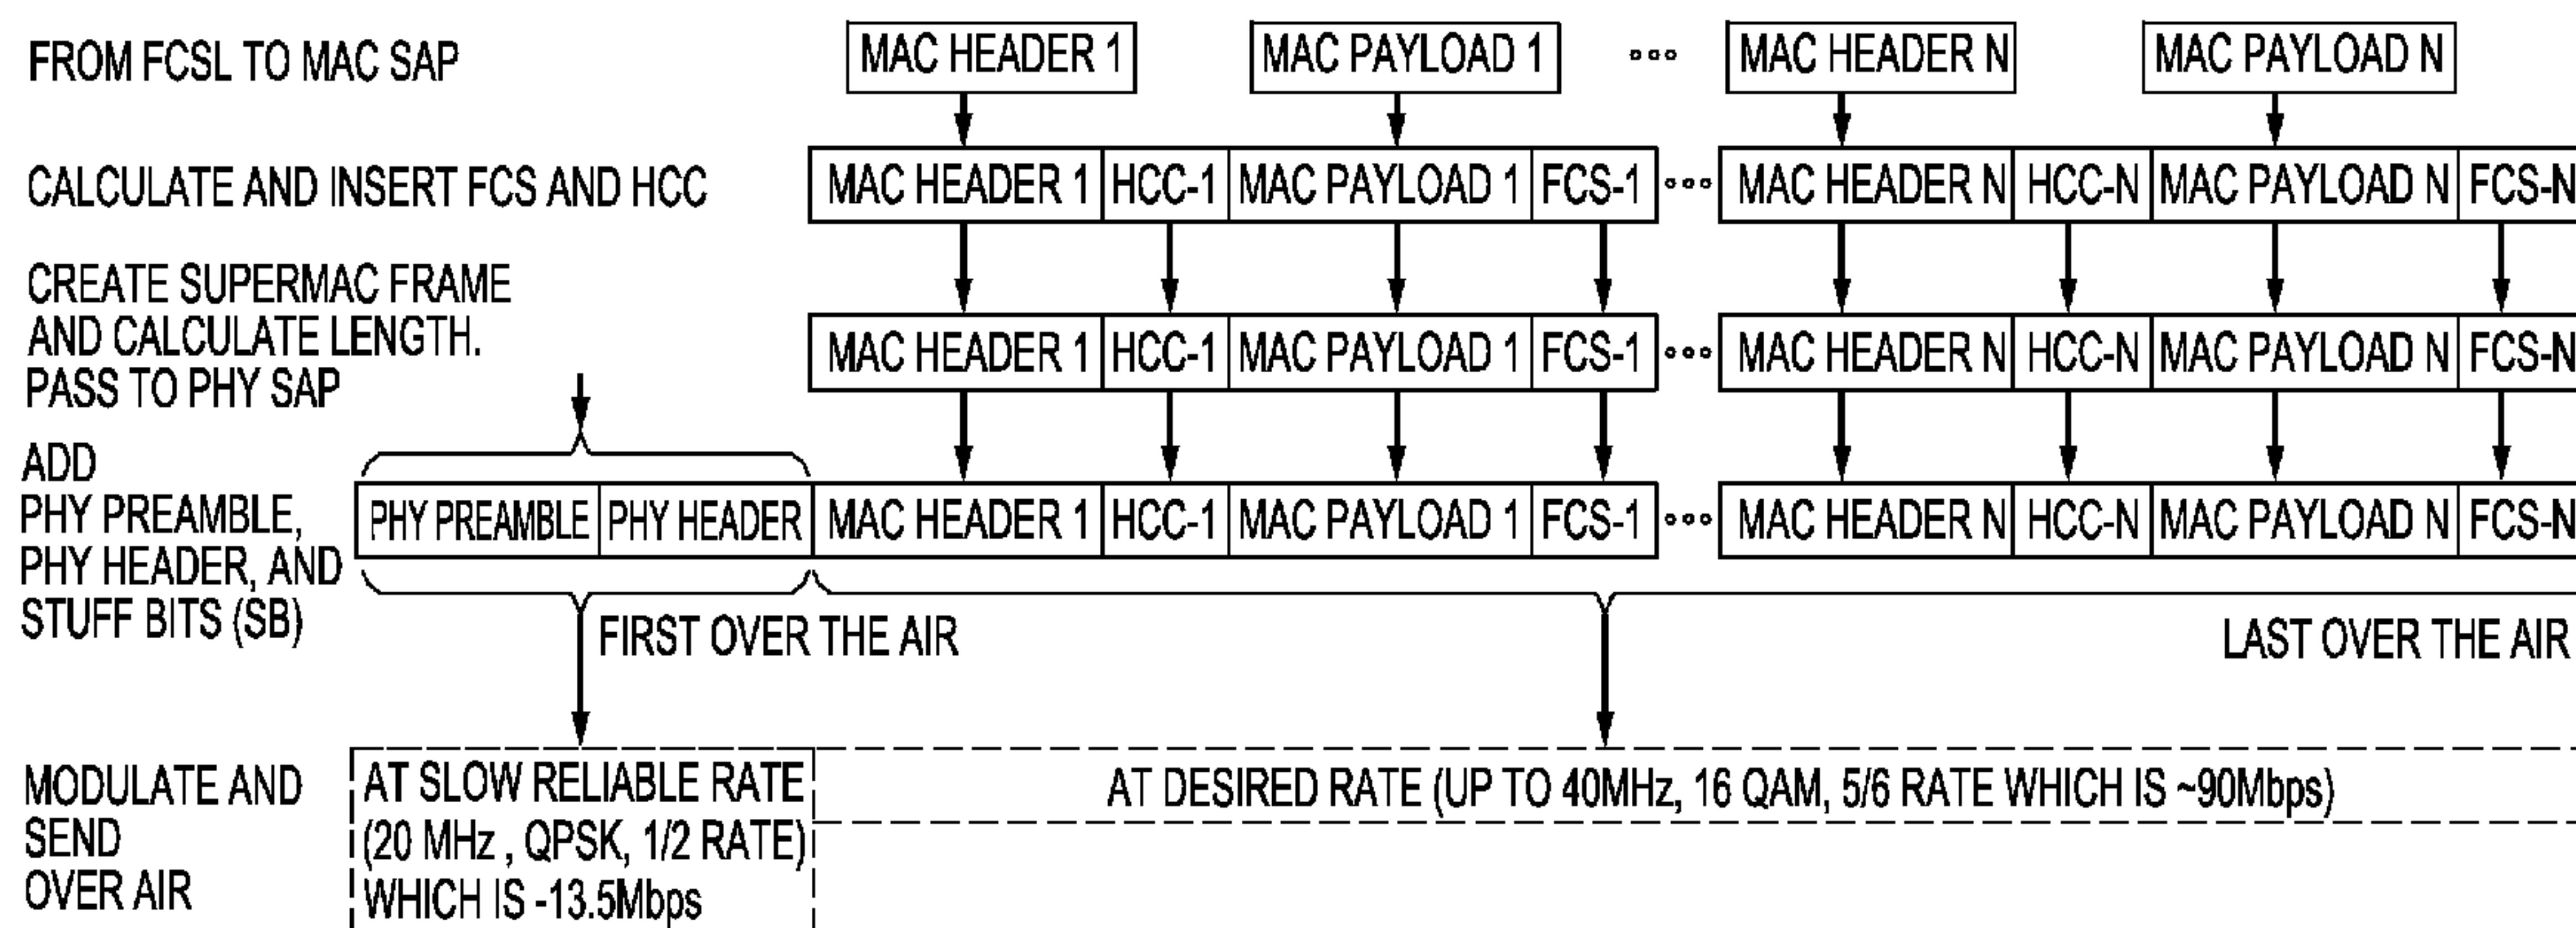 FROM FCSL TO MAC SAP
MAC HEADER 1 MAC PAYLOAD 1 ooo MAC HEADER N MAC PAYLOAD N
CALCULATE AND INSERT FCS AND HCC
MAC HEADER 1 HCC-1 MAC PAYLOAD 1 FCS-1 ooo MAC HEADER N HCC-N MAC PAYLOAD N FCS-N
CREATE SUPERMAC FRAME
AND CALCULATE LENGTH.
PASS TO PHY SAP
MAC HEADER 1 HCC-1 MAC PAYLOAD 1 FCS-1 ooo MAC HEADER N HCC-N MAC PAYLOAD N FCS-N
ADD
PHY PREAMBLE,
PHY HEADER, AND
STUFF BITS (SB)
PHY PREAMBLE PHY HEADER MAC HEADER 1 HCC-1 MAC PAYLOAD 1 FCS-1 ooo MAC HEADER N HCC-N MAC PAYLOAD N FCS-N
FIRST OVER THE AIR
LAST OVER THE AIR
MODULATE AND
SEND
OVER AIR
AT SLOW RELIABLE RATE
(20 MHz , QPSK, 1/2 RATE)
WHICH IS -13.5Mbps
AT DESIRED RATE (UP TO 40MHz, 16 QAM, 5/6 RATE WHICH IS ~90Mbps)